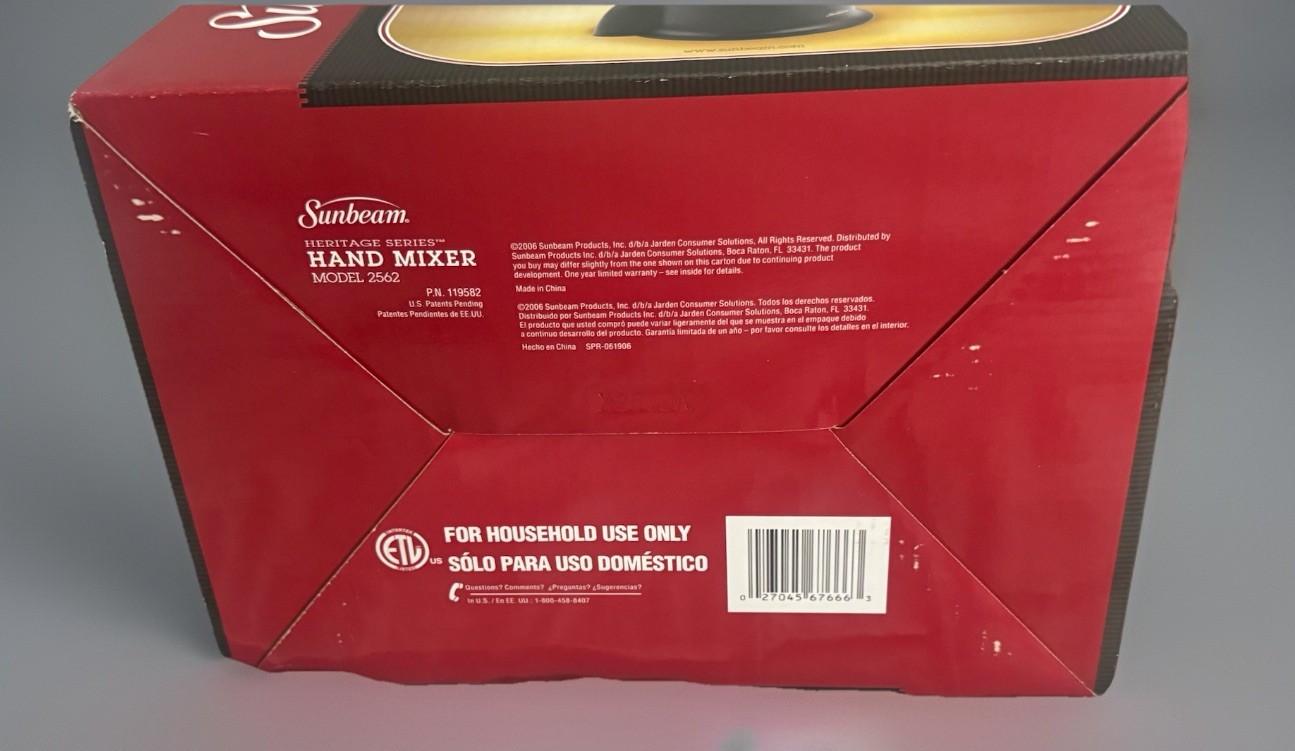 Su
www.sunbeam.com
Sunbeam®
HERITAGE SERIES™
HAND MIXER
MODEL 2562
P.N. 119582
U.S. Patents Pending
Patentes Pendientes de EE.UU.
©2006 Sunbeam Products, Inc. d/b/a Jarden Consumer Solutions, All Rights Reserved. Distributed by
Sunbeam Products Inc. d/b/a Jarden Consumer Solutions, Boca Raton, FL 33431. The product
you buy may differ slightly from the one shown on this carton due to continuing product
development. One year limited warranty – see inside for details.
Made in China
©2006 Sunbeam Products, Inc. d/b/a Jarden Consumer Solutions. Todos los derechos reservados.
Distribuido por Sunbeam Products Inc. d/b/a Jarden Consumer Solutions, Boca Raton, FL 33431.
El producto que usted compró puede variar ligeramente del que se muestra en el empaque debido
a continuo desarrollo del producto. Garantía limitada de un año – por favor consulte los detalles en el interior.
Hecho en China SPR-061906
ETL US
FOR HOUSEHOLD USE ONLY
SÓLO PARA USO DOMÉSTICO
Questions? Comments? ¿Preguntas? ¿Sugerencias?
In U.S. / En EE. UU.: 1-800-458-8407
0 27045 67666 3